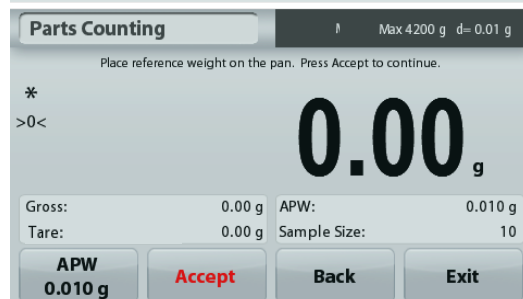 Parts Counting
Max 4200 g d= 0.01 g
Place reference weight on the pan. Press Accept to continue.
*
>0<
0.00 g
Gross: 0.00 g APW: 0.010 g
Tare: 0.00 g Sample Size: 10
APW Accept Back Exit
0.010 g